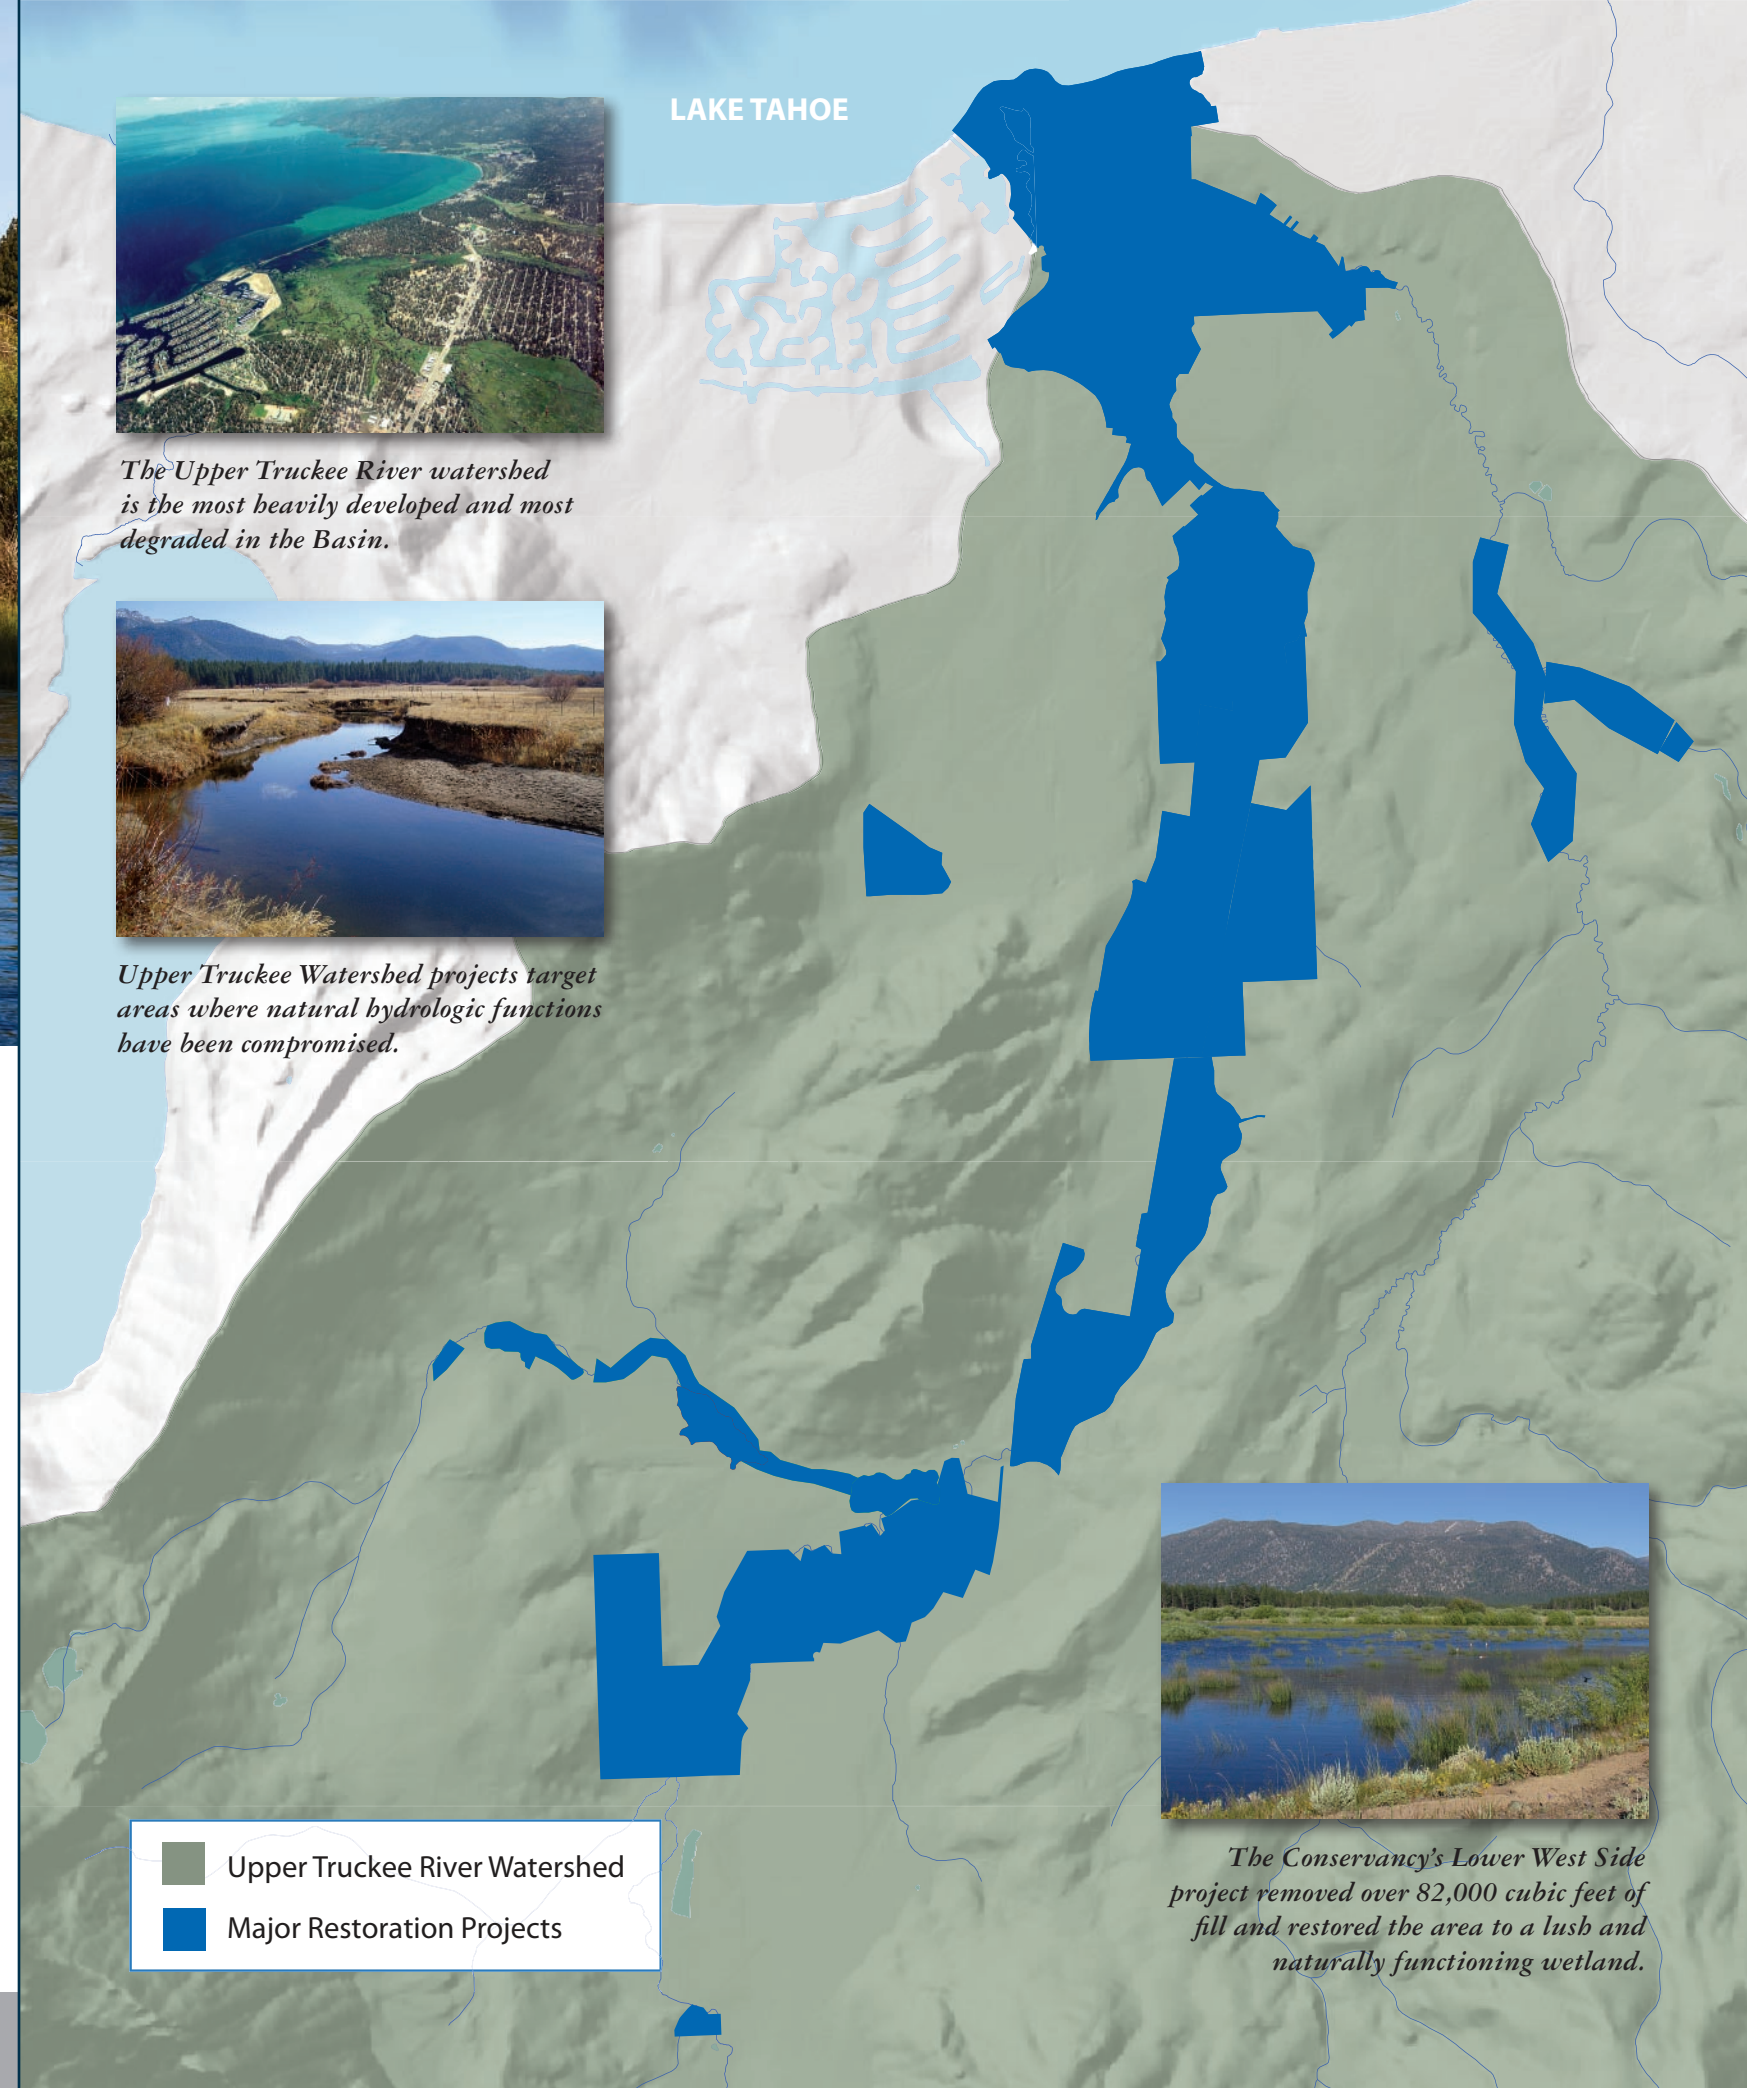 LAKE TAHOE
The Upper Truckee River watershed
is the most heavily developed and most
degraded in the Basin.
Upper Truckee Watershed projects target
areas where natural hydrologic functions
have been compromised.
The Conservancy's Lower West Side
project removed over 82,000 cubic feet of
fill and restored the area to a lush and
naturally functioning wetland.
Upper Truckee River Watershed
Major Restoration Projects